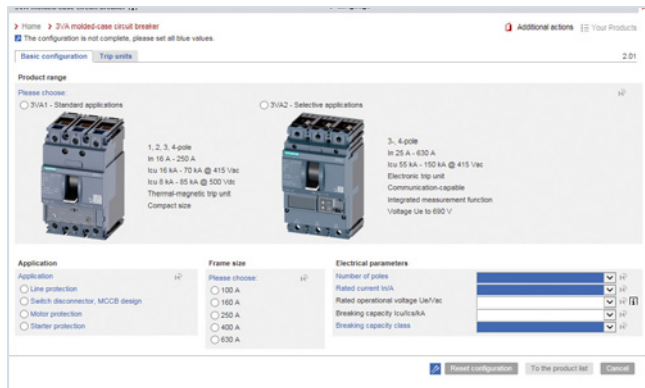 3VA molded-case circuit breaker
Home 3VA molded-case circuit breaker
Additional actions Your Products
The configuration is not complete, please set all blue values.
Basic configuration Trip units 2.01
Product range
Please choose:
3VA1 - Standard applications 3VA2 - Selective applications
1, 2, 3, 4-pole
In 16 A - 250 A
Icu 16 kA - 70 kA @ 415 Vac
Icu 8 kA - 85 kA @ 500 Vdc
Thermal-magnetic trip unit
Compact size
3-, 4-pole
In 25 A - 630 A
Icu 55 kA - 150 kA @ 415 Vac
Electronic trip unit
Communication-capable
Integrated measurement function
Voltage Ue to 690 V
Application
Application
Line protection
Switch disconnector, MCCB design
Motor protection
Starter protection
Frame size
Please choose:
100 A
160 A
250 A
400 A
630 A
Electrical parameters
Number of poles
Rated current In/A
Rated operational voltage Ue/Vac
Breaking capacity Icu/Ics/kA
Breaking capacity class
Reset configuration To the product list Cancel